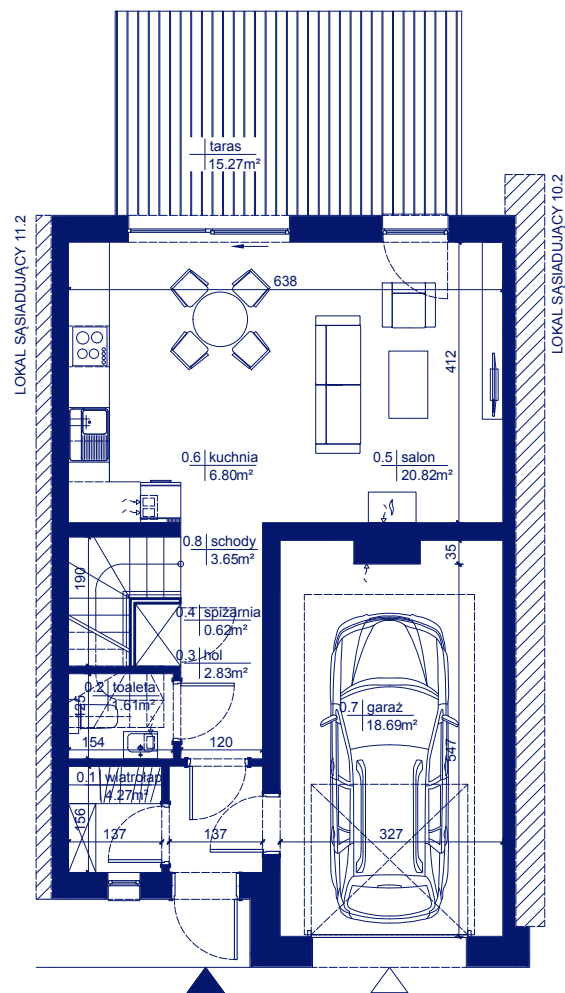 taras
15.27m²
LOKAL SĄSIADUJĄCY 11.2
LOKAL SĄSIADUJĄCY 10.2
638
412
0.6 kuchnia
6.80m²
0.5 salon
20.82m²
0.8 schody
3.65m²
35
190
0.4 spiżarnia
0.62m²
0.3 hol
2.83m²
0.2 toaleta
1.61m²
125
154
120
0.7 garaż
18.69m²
547
0.1 wiatrołap
4.27m²
156
137
137
327